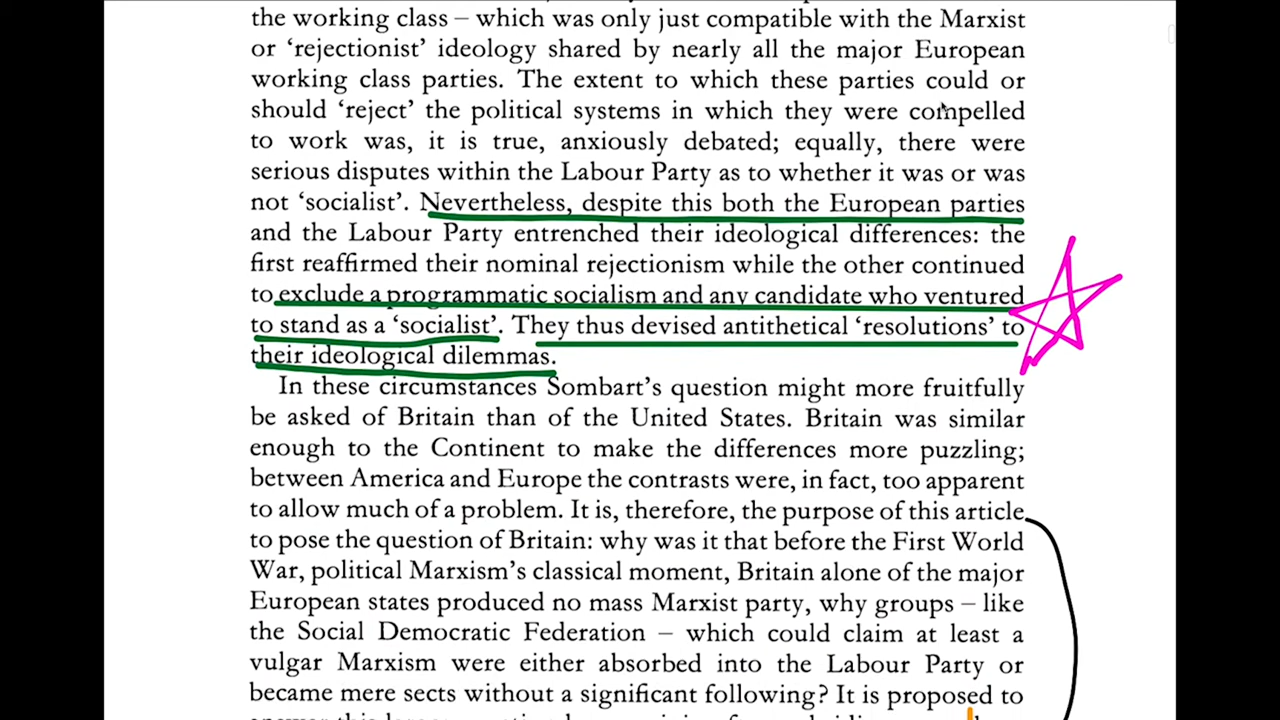 the working class – which was only just compatible with the Marxist
or ‘rejectionist’ ideology shared by nearly all the major European
working class parties. The extent to which these parties could or
should ‘reject’ the political systems in which they were compelled
to work was, it is true, anxiously debated; equally, there were
serious disputes within the Labour Party as to whether it was or was
not ‘socialist’. Nevertheless, despite this both the European parties
and the Labour Party entrenched their ideological differences: the
first reaffirmed their nominal rejectionism while the other continued
to exclude a programmatic socialism and any candidate who ventured
to stand as a ‘socialist’. They thus devised antithetical ‘resolutions’ to
their ideological dilemmas.
In these circumstances Sombart’s question might more fruitfully
be asked of Britain than of the United States. Britain was similar
enough to the Continent to make the differences more puzzling;
between America and Europe the contrasts were, in fact, too apparent
to allow much of a problem. It is, therefore, the purpose of this article
to pose the question of Britain: why was it that before the First World
War, political Marxism’s classical moment, Britain alone of the major
European states produced no mass Marxist party, why groups – like
the Social Democratic Federation – which could claim at least a
vulgar Marxism were either absorbed into the Labour Party or
became mere sects without a significant following? It is proposed to